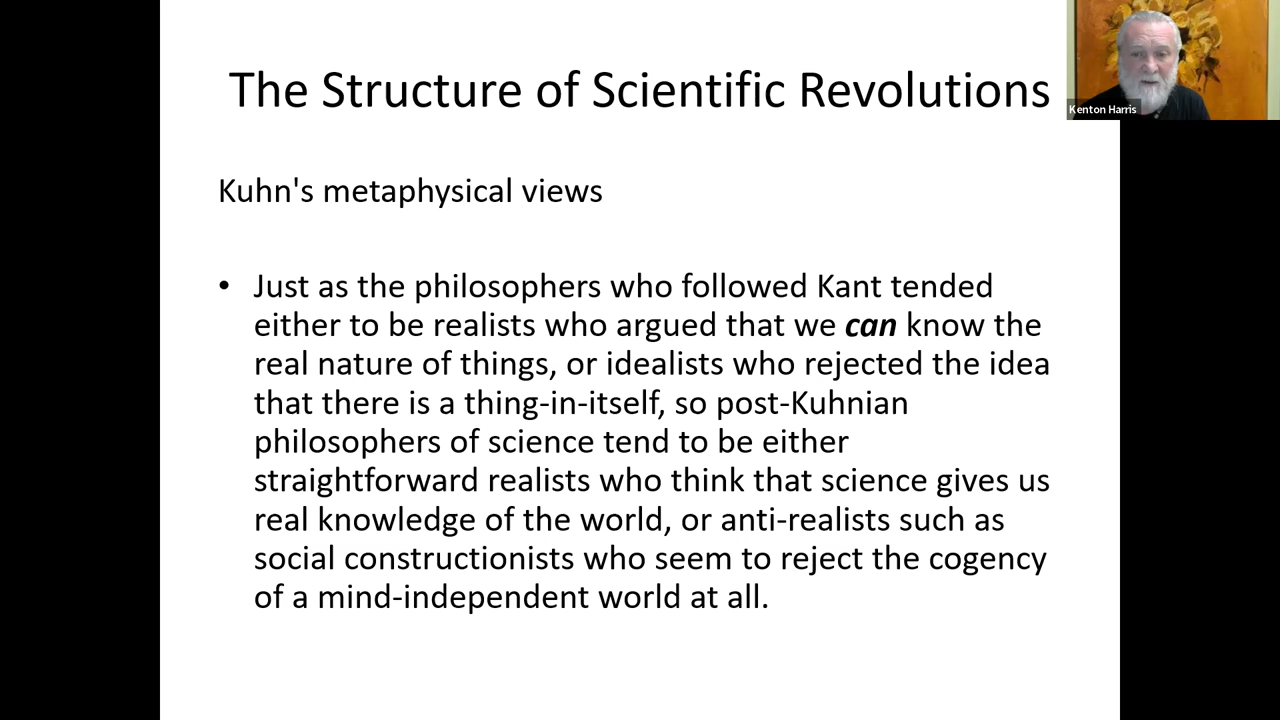 The Structure of Scientific Revolutions
Kenton Harris
Kuhn's metaphysical views
• Just as the philosophers who followed Kant tended
either to be realists who argued that we can know the
real nature of things, or idealists who rejected the idea
that there is a thing-in-itself, so post-Kuhnian
philosophers of science tend to be either
straightforward realists who think that science gives us
real knowledge of the world, or anti-realists such as
social constructionists who seem to reject the cogency
of a mind-independent world at all.